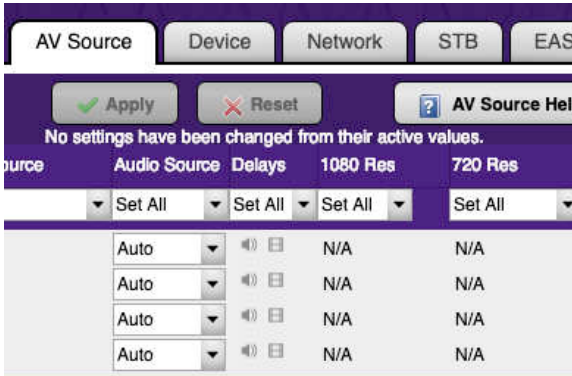 AV Source Device Network STB EAS
Apply Reset AV Source Hel
No settings have been changed from their active values.
ource Audio Source Delays 1080 Res 720 Res
Set All Set All Set All Set All
Auto N/A N/A
Auto N/A N/A
Auto N/A N/A
Auto N/A N/A